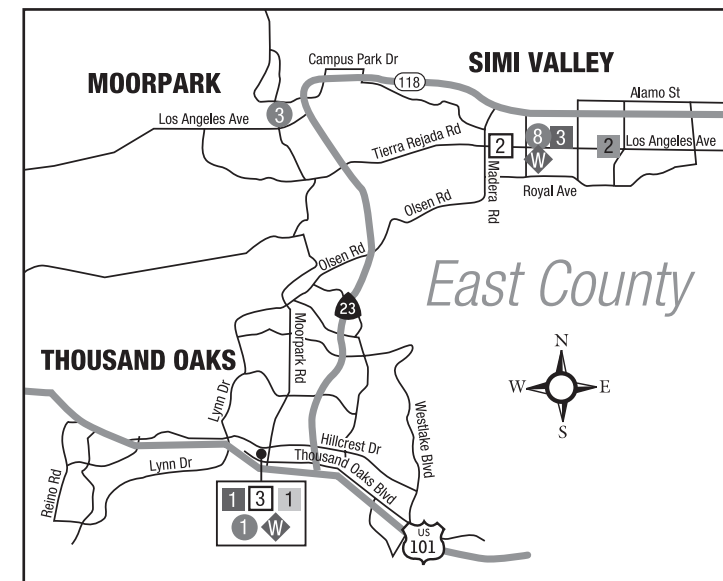 Campus Park Dr
SIMI VALLEY
MOORPARK
118
Alamo St
Los Angeles Ave
3
Tierra Rejada Rd
2
8
3
W
2
Los Angeles Ave
Madera Rd
Royal Ave
Olsen Rd
Olsen Rd
East County
23
Moorpark Rd
THOUSAND OAKS
N
W
E
S
Lynn Dr
Westlake Blvd
Hillcrest Dr
Thousand Oaks Blvd
Lynn Dr
Reino Rd
1 3 1
1 W
US
101